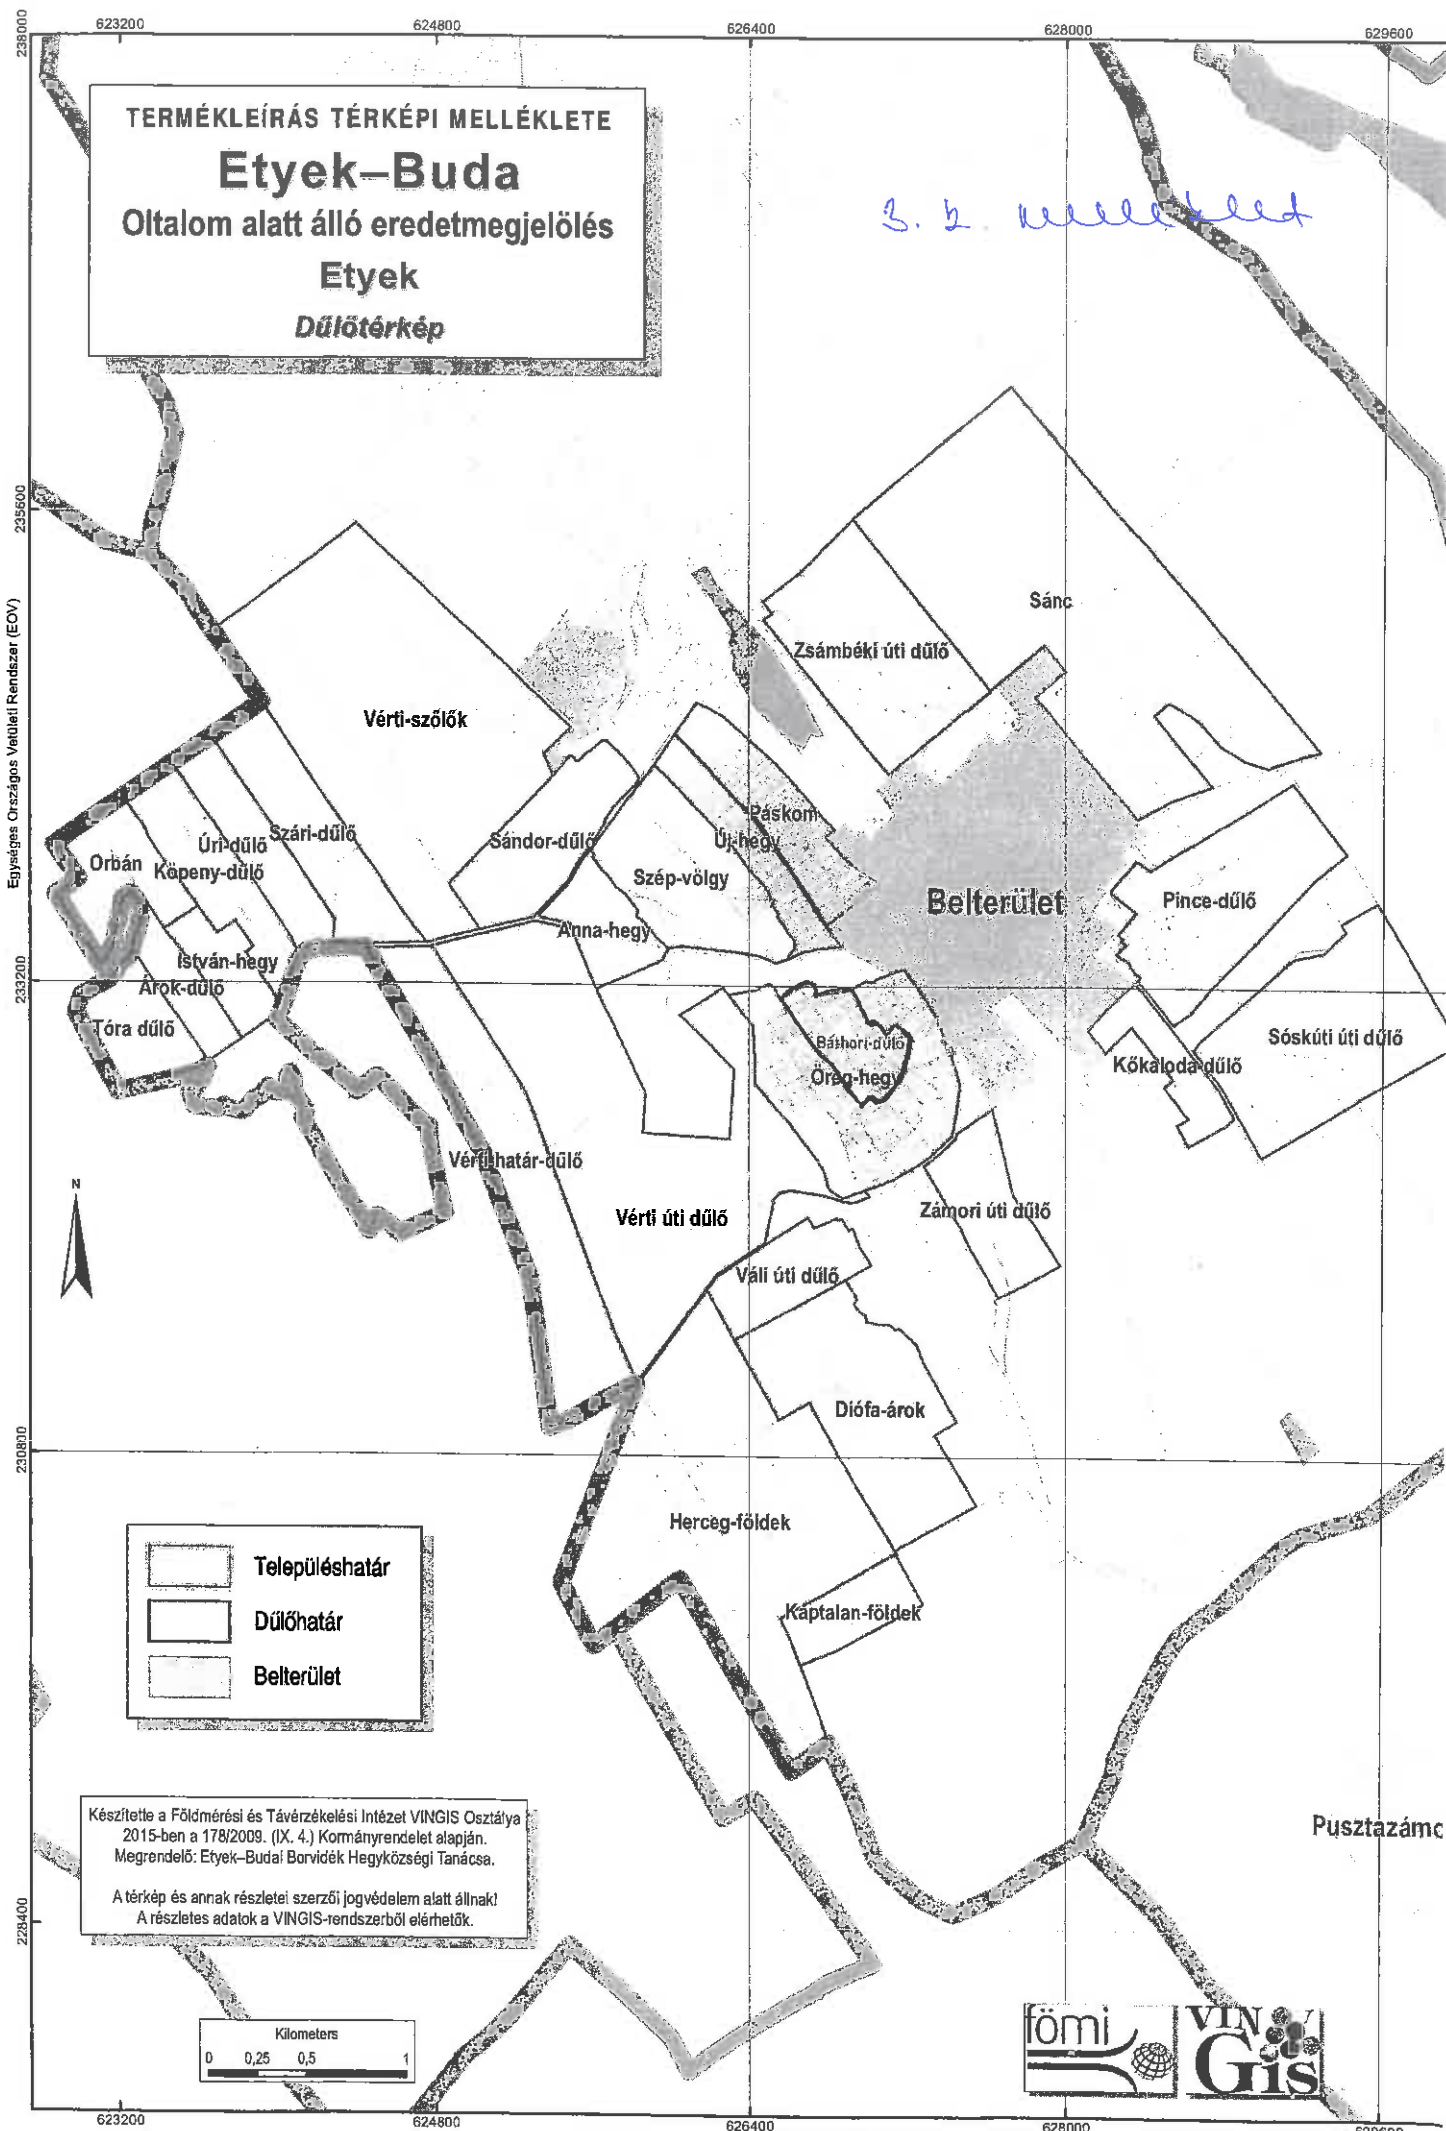 623200
624800
626400
628000
629600
238000
235600
233200
230800
228400
Egységes Országos Vetületi Rendszer (EOV)
TERMÉKLEÍRÁS TÉRKÉPI MELLÉKLETE
Etyek–Buda
Oltalom alatt álló eredetmegjelölés
Etyek
Dűlőtérkép
3. 2 melléklet
Sánc
Zsámbéki úti dűlő
Vérti-szőlők
Páskom
Új-hegy
Sándor-dűlő
Szári-dűlő
Úri-dűlő
Orbán
Köpeny-dűlő
Szép-völgy
Belterület
Pince-dűlő
Anna-hegy
István-hegy
Árok-dűlő
Tóra dűlő
Báthori-dűlő
Öreg-hegy
Sóskúti úti dűlő
Kőkaloda-dűlő
Vérti határ-dűlő
Vérti úti dűlő
Zámori úti dűlő
Váli úti dűlő
Diófa-árok
Herceg-földek
Káptalan-földek
Pusztazámo
N
Településhatár
Dűlőhatár
Belterület
Készítette a Földmérési és Távérzékelési Intézet VINGIS Osztálya
2015-ben a 178/2009. (IX. 4.) Kormányrendelet alapján.
Megrendelő: Etyek–Budai Borvidék Hegyközségi Tanácsa.
A térkép és annak részletei szerzői jogvédelem alatt állnak!
A részletes adatok a VINGIS-rendszerből elérhetők.
Kilometers
0 0,25 0,5 1
fömi
VIN
Gis
623200
624800
626400
628000